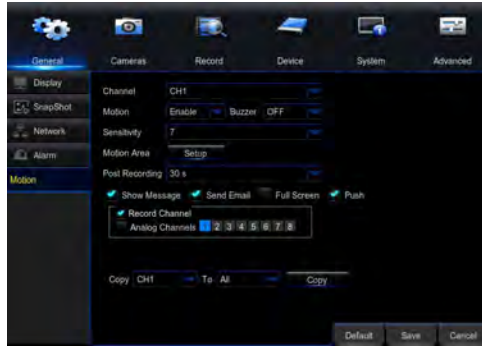 General Cameras Record Device System Advanced
Display
SnapShot
Network
Alarm
Motion
Channel CH1
Motion Enable Buzzer OFF
Sensitivity 7
Motion Area Setup
Post Recording 30 s
Show Message Send Email Full Screen Push
Record Channel
Analog Channels 1 2 3 4 5 6 7 8
Copy CH1 To All Copy
Default Save Cancel